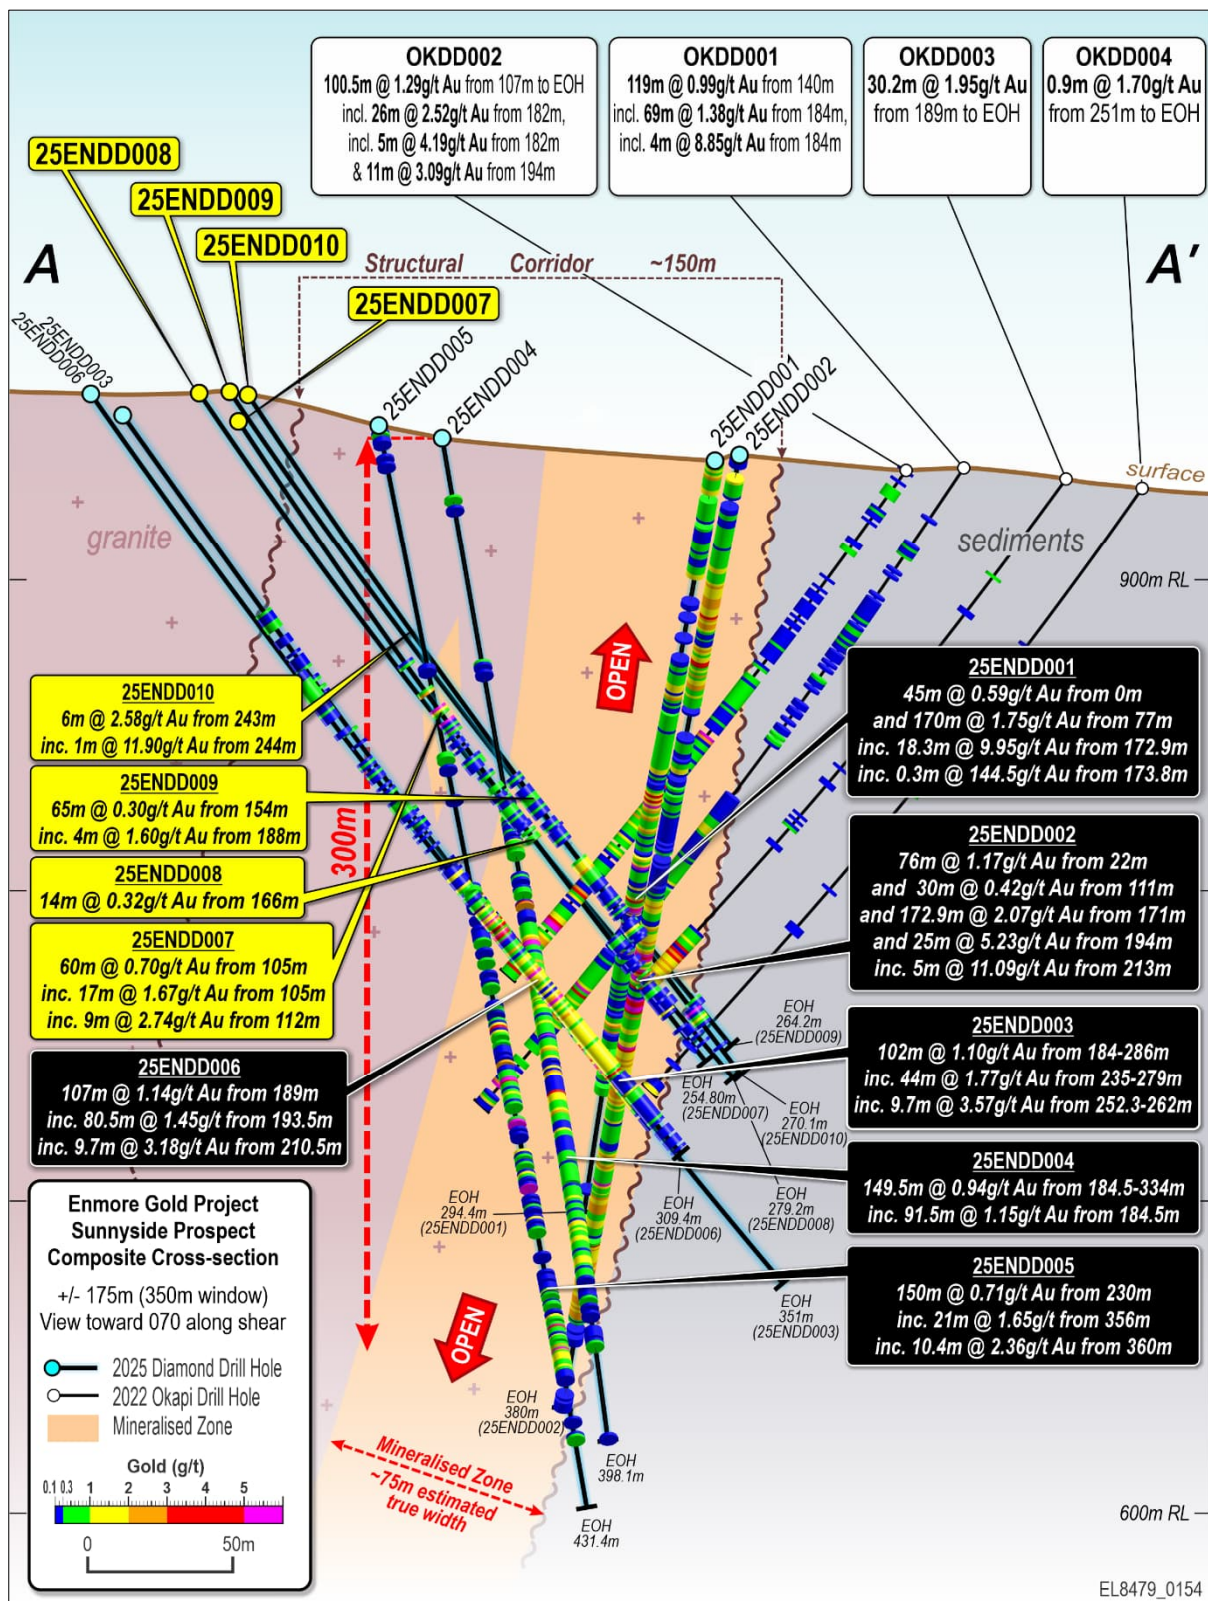 OKDD002
100.5m @ 1.29g/t Au from 107m to EOH
incl. 26m @ 2.52g/t Au from 182m,
incl. 5m @ 4.19g/t Au from 182m
& 11m @ 3.09g/t Au from 194m
OKDD001
119m @ 0.99g/t Au from 140m
incl. 69m @ 1.38g/t Au from 184m,
incl. 4m @ 8.85g/t Au from 184m
OKDD003
30.2m @ 1.95g/t Au
from 189m to EOH
OKDD004
0.9m @ 1.70g/t Au
from 251m to EOH
25ENDD008
25ENDD009
25ENDD010
25ENDD007
A
A'
Structural Corridor ~150m
25ENDD003
25ENDD006
25ENDD005
25ENDD004
25ENDD001
25ENDD002
surface
granite
sediments
900m RL
OPEN
300m
25ENDD010
6m @ 2.58g/t Au from 243m
inc. 1m @ 11.90g/t Au from 244m
25ENDD009
65m @ 0.30g/t Au from 154m
inc. 4m @ 1.60g/t Au from 188m
25ENDD008
14m @ 0.32g/t Au from 166m
25ENDD007
60m @ 0.70g/t Au from 105m
inc. 17m @ 1.67g/t Au from 105m
inc. 9m @ 2.74g/t Au from 112m
25ENDD006
107m @ 1.14g/t Au from 189m
inc. 80.5m @ 1.45g/t from 193.5m
inc. 9.7m @ 3.18g/t Au from 210.5m
25ENDD001
45m @ 0.59g/t Au from 0m
and 170m @ 1.75g/t Au from 77m
inc. 18.3m @ 9.95g/t Au from 172.9m
inc. 0.3m @ 144.5g/t Au from 173.8m
25ENDD002
76m @ 1.17g/t Au from 22m
and 30m @ 0.42g/t Au from 111m
and 172.9m @ 2.07g/t Au from 171m
and 25m @ 5.23g/t Au from 194m
inc. 5m @ 11.09g/t Au from 213m
25ENDD003
102m @ 1.10g/t Au from 184-286m
inc. 44m @ 1.77g/t Au from 235-279m
inc. 9.7m @ 3.57g/t Au from 252.3-262m
25ENDD004
149.5m @ 0.94g/t Au from 184.5-334m
inc. 91.5m @ 1.15g/t Au from 184.5m
25ENDD005
150m @ 0.71g/t Au from 230m
inc. 21m @ 1.65g/t Au from 356m
inc. 10.4m @ 2.36g/t Au from 360m
EOH
264.2m
(25ENDD009)
EOH
254.80m
(25ENDD007)
EOH
270.1m
(25ENDD010)
EOH
279.2m
(25ENDD008)
EOH
309.4m
(25ENDD006)
EOH
294.4m
(25ENDD001)
EOH
351m
(25ENDD003)
OPEN
EOH
380m
(25ENDD002)
EOH
398.1m
EOH
431.4m
Mineralised Zone
~75m estimated
true width
600m RL
Enmore Gold Project
Sunnyside Prospect
Composite Cross-section
+/- 175m (350m window)
View toward 070 along shear
2025 Diamond Drill Hole
2022 Okapi Drill Hole
Mineralised Zone
Gold (g/t)
0.1 0.3 1 2 3 4 5
0 50m
EL8479_0154